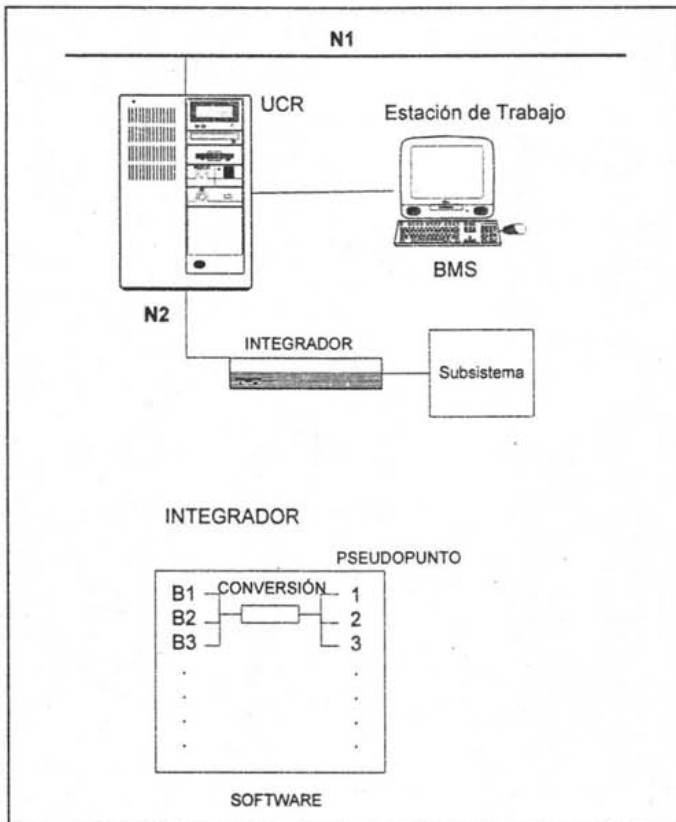 N1
UCR
Estación de Trabajo
BMS
N2
INTEGRADOR
Subsistema
INTEGRADOR
PSEUDOPUNTO
CONVERSIÓN
B1 1
B2 2
B3 3
SOFTWARE